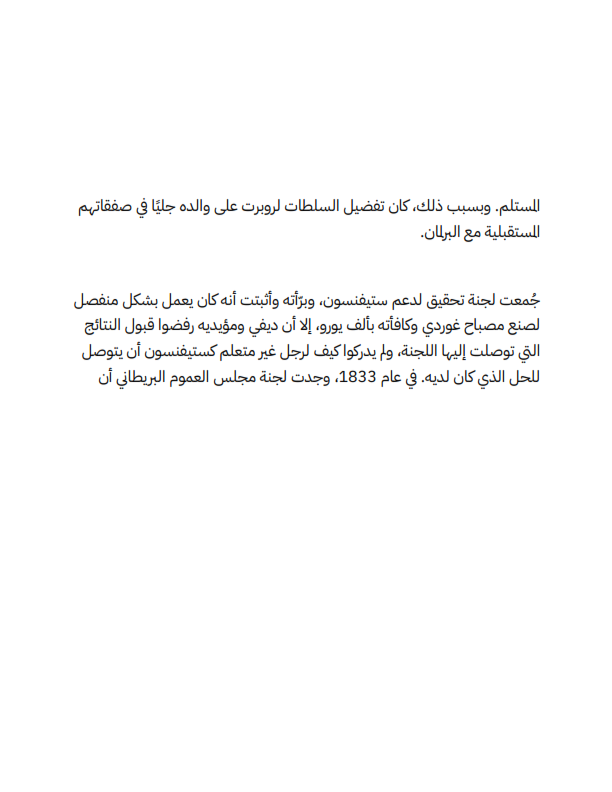 المستلم. وبسبب ذلك، كان تفضيل السلطات لروبرت على والده جليًا في صفقاتهم
المستقبلية مع البرلمان.
جُمعت لجنة تحقيق لدعم ستيفنسون، وبرّأته وأثبتت أنه كان يعمل بشكل منفصل
لصنع مصباح غوردي وكافأته بألف يورو، إلا أن ديفي ومؤيديه رفضوا قبول النتائج
التي توصلت إليها اللجنة، ولم يدركوا كيف لرجل غير متعلم كستيفنسون أن يتوصل
للحل الذي كان لديه. في عام 1833، وجدت لجنة مجلس العموم البريطاني أن